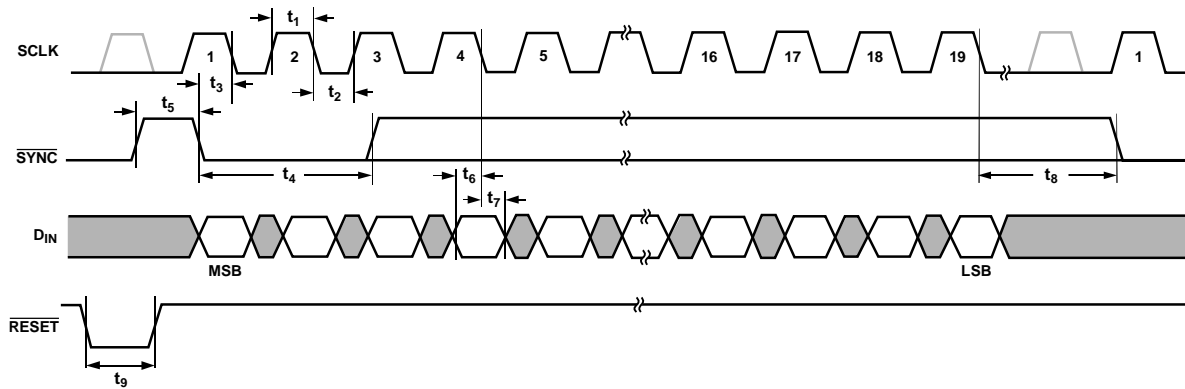 t1
SCLK 1 2 3 4 5 16 17 18 19 1
t3 t2
t5
SYNC
t4 t8
t6
t7
DIN
MSB LSB
RESET
t9